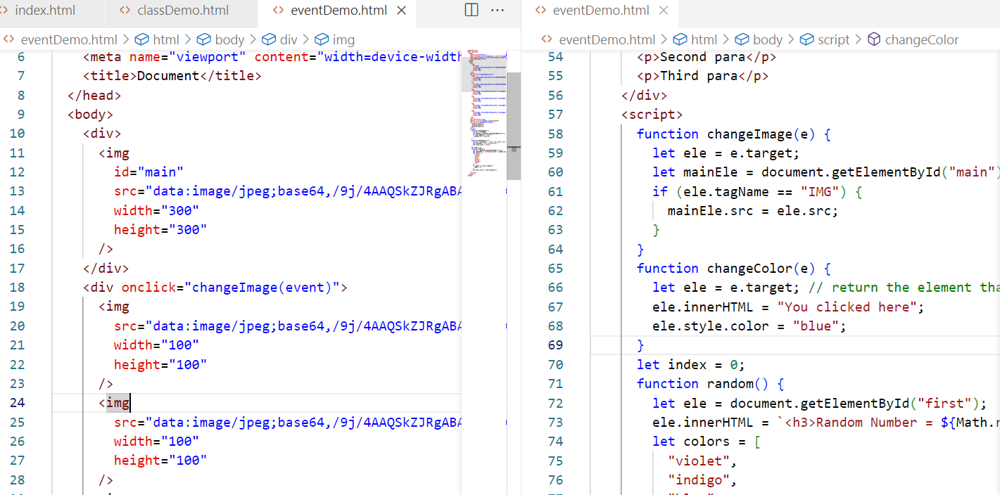 index.html classDemo.html eventDemo.html
eventDemo.html > html > body > div > img
6 <meta name="viewport" content="width=device-width
7 <title>Document</title>
8 </head>
9 <body>
10 <div>
11 <img
12 id="main"
13 src="data:image/jpeg;base64,/9j/4AAQSkZJRgABA
14 width="300"
15 height="300"
16 />
17 </div>
18 <div onclick="changeImage(event)">
19 <img
20 src="data:image/jpeg;base64,/9j/4AAQSkZJRgABA
21 width="100"
22 height="100"
23 />
24 <img
25 src="data:image/jpeg;base64,/9j/4AAQSkZJRgABA
26 width="100"
27 height="100"
28 />
eventDemo.html
eventDemo.html > html > body > script > changeColor
54 <p>Second para</p>
55 <p>Third para</p>
56 </div>
57 <script>
58 function changeImage(e) {
59 let ele = e.target;
60 let mainEle = document.getElementById("main")
61 if (ele.tagName == "IMG") {
62 mainEle.src = ele.src;
63 }
64 }
65 function changeColor(e) {
66 let ele = e.target; // return the element tha
67 ele.innerHTML = "You clicked here";
68 ele.style.color = "blue";
69 }
70 let index = 0;
71 function random() {
72 let ele = document.getElementById("first");
73 ele.innerHTML = `<h3>Random Number = ${Math.r
74 let colors = [
75 "violet",
76 "indigo",